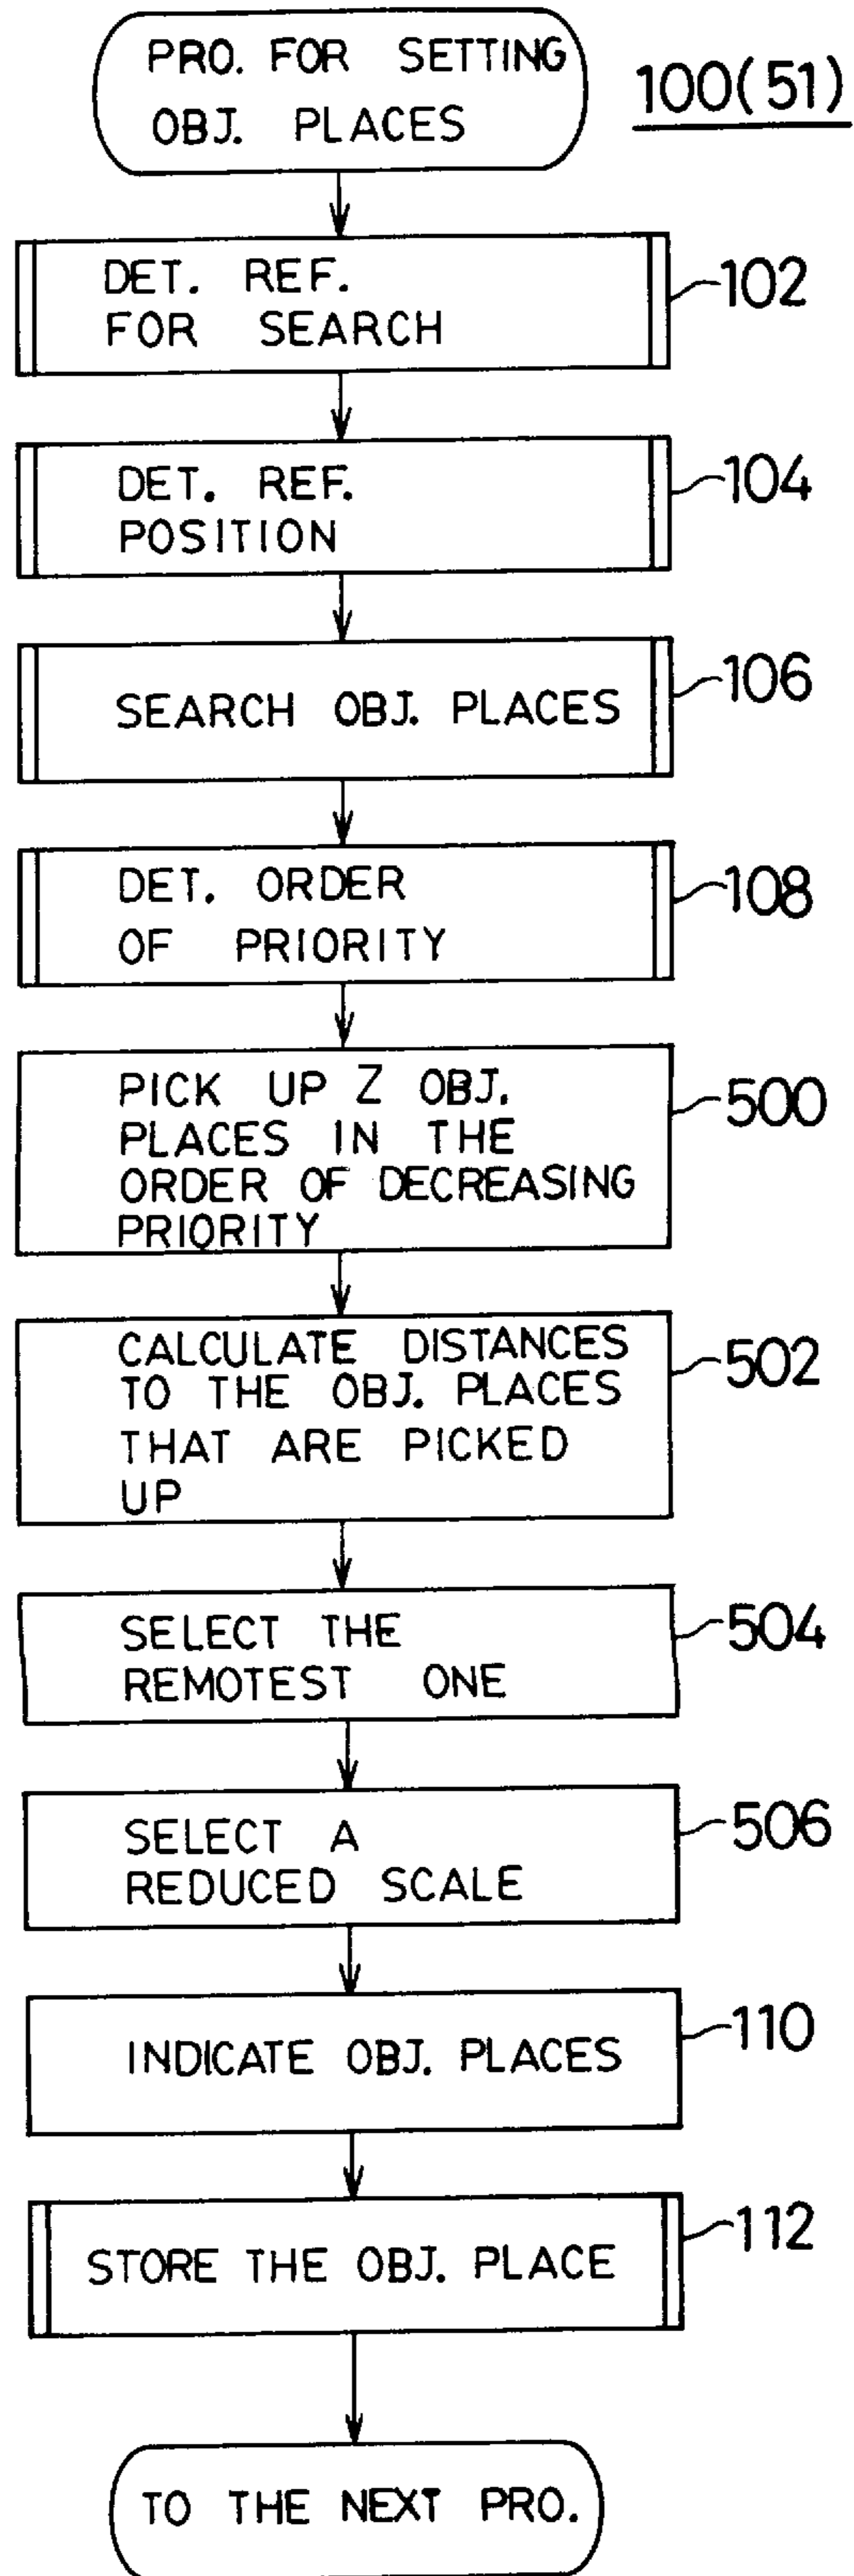 PRO. FOR SETTING
OBJ. PLACES
100(51)
DET. REF.
FOR SEARCH
102
DET. REF.
POSITION
104
SEARCH OBJ. PLACES
106
DET. ORDER
OF PRIORITY
108
PICK UP Z OBJ.
PLACES IN THE
ORDER OF DECREASING
PRIORITY
500
CALCULATE DISTANCES
TO THE OBJ. PLACES
THAT ARE PICKED
UP
502
SELECT THE
REMOTEST ONE
504
SELECT A
REDUCED SCALE
506
INDICATE OBJ. PLACES
110
STORE THE OBJ. PLACE
112
TO THE NEXT PRO.